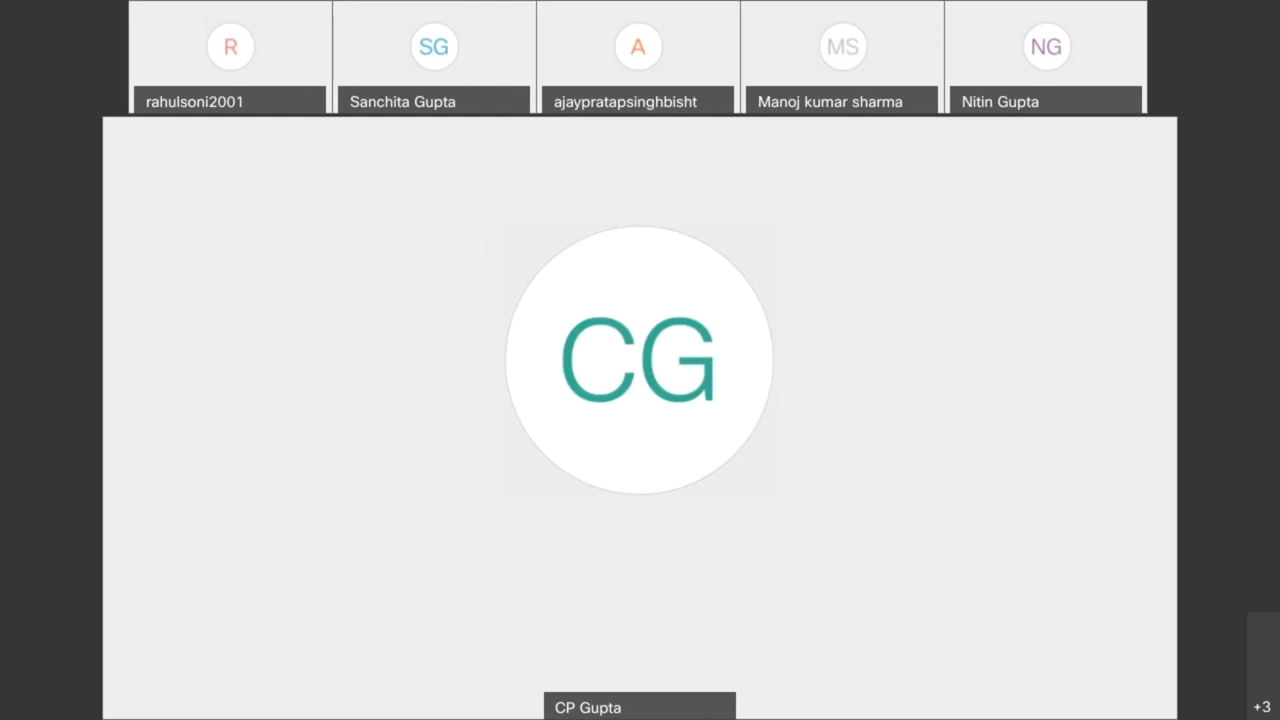 R
SG
A
MS
NG
rahulsoni2001
Sanchita Gupta
ajaypratapsinghbisht
Manoj kumar sharma
Nitin Gupta
CG
CP Gupta
+3